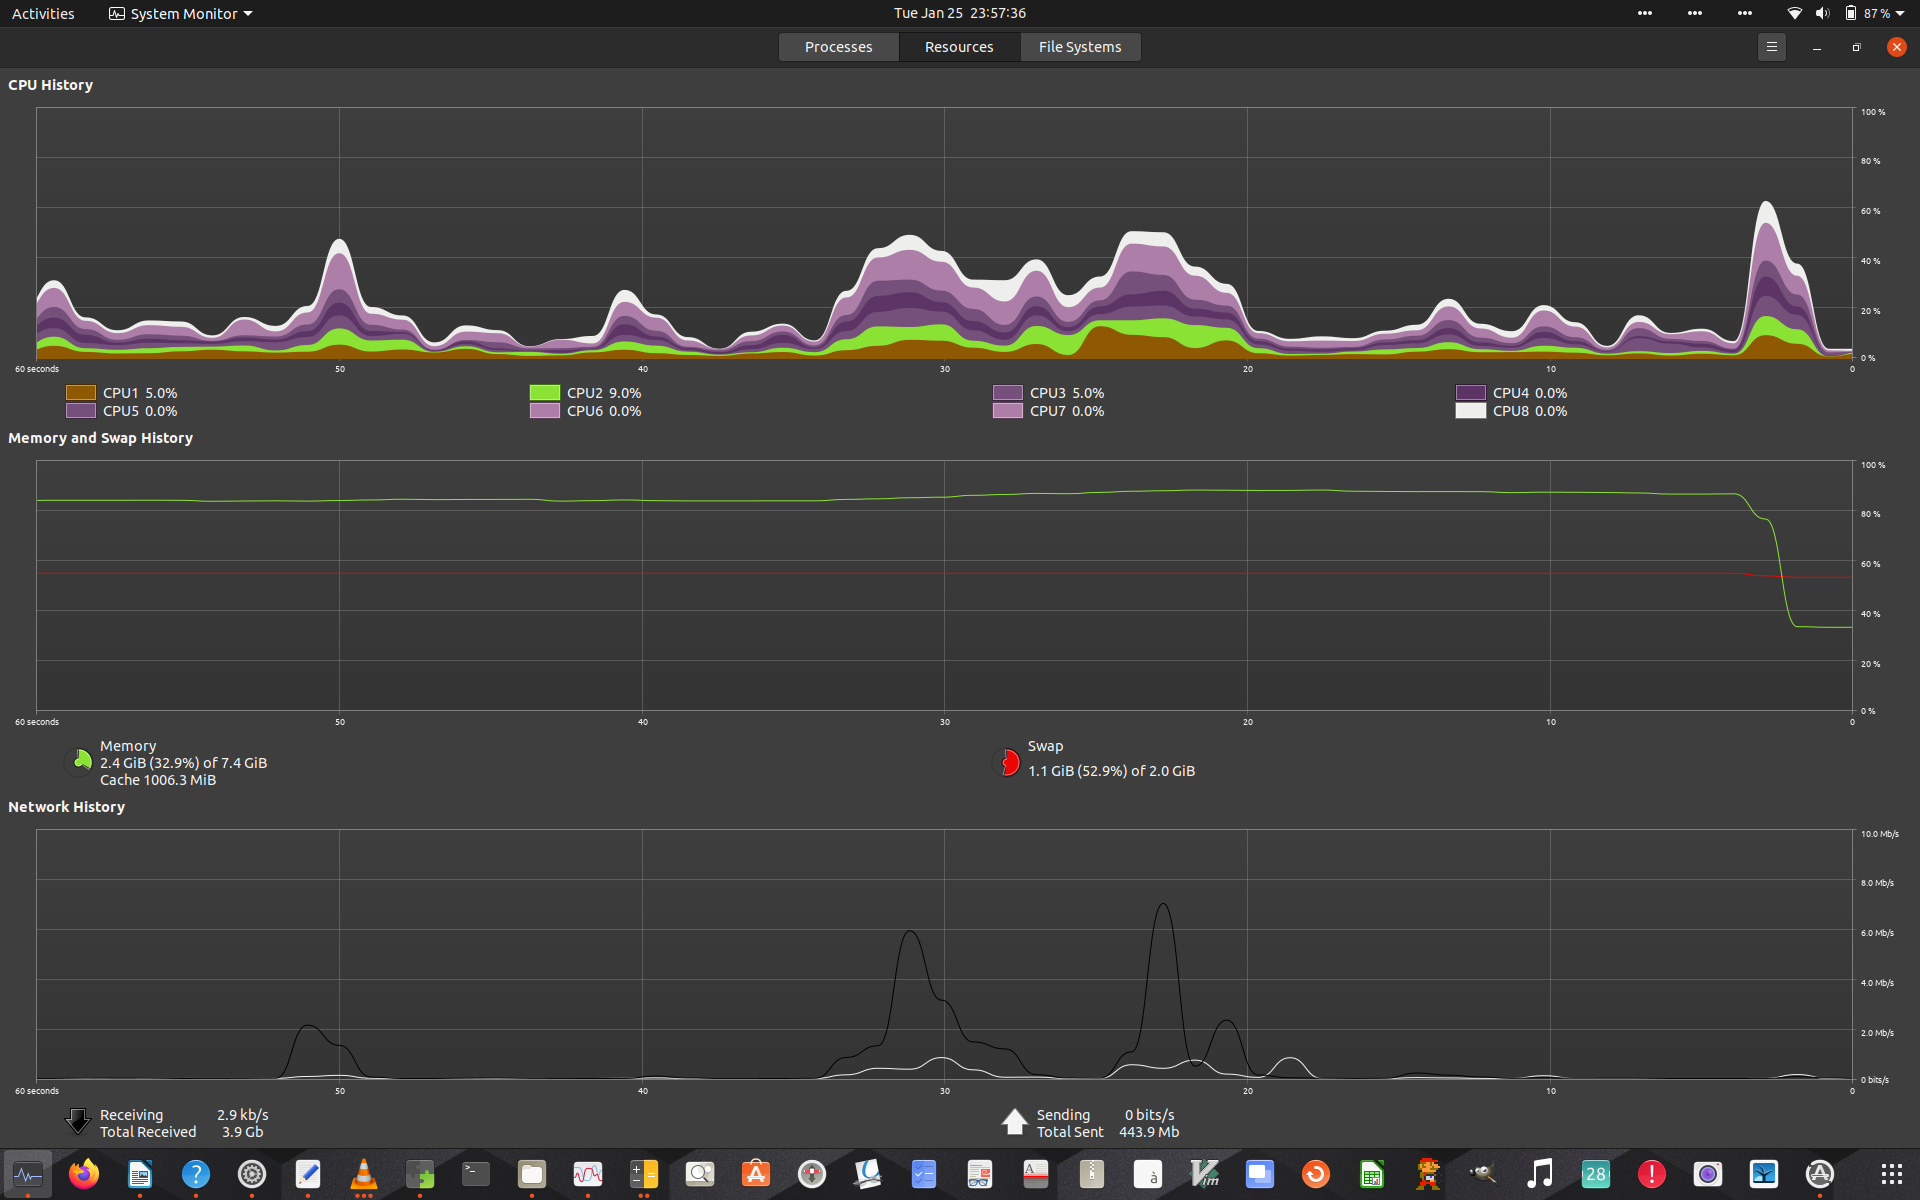 Activities System Monitor Tue Jan 25 23:57:36 87 %
Processes Resources File Systems
CPU History
100 %
80 %
60 %
40 %
20 %
0 %
60 seconds 50 40 30 20 10 0
CPU1 5.0% CPU2 9.0% CPU3 5.0% CPU4 0.0%
CPU5 0.0% CPU6 0.0% CPU7 0.0% CPU8 0.0%
Memory and Swap History
100 %
80 %
60 %
40 %
20 %
0 %
60 seconds 50 40 30 20 10 0
Memory
2.4 GiB (32.9%) of 7.4 GiB
Cache 1006.3 MiB
Swap
1.1 GiB (52.9%) of 2.0 GiB
Network History
10.0 Mb/s
8.0 Mb/s
6.0 Mb/s
4.0 Mb/s
2.0 Mb/s
0 bits/s
60 seconds 50 40 30 20 10 0
Receiving 2.9 kb/s
Total Received 3.9 Gb
Sending 0 bits/s
Total Sent 443.9 Mb
? >_ A à Vim 28 !